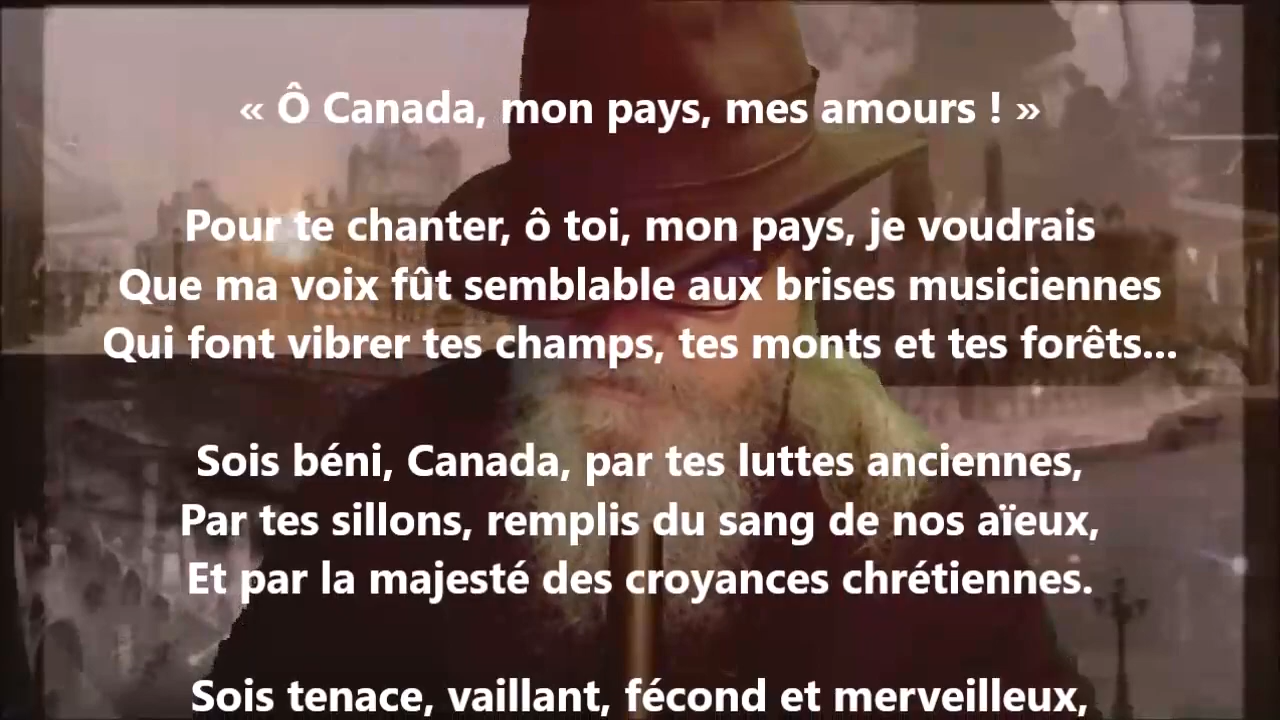 « Ô Canada, mon pays, mes amours ! »
Pour te chanter, ô toi, mon pays, je voudrais
Que ma voix fût semblable aux brises musiciennes
Qui font vibrer tes champs, tes monts et tes forêts...
Sois béni, Canada, par tes luttes anciennes,
Par tes sillons, remplis du sang de nos aïeux,
Et par la majesté des croyances chrétiennes.
Sois tenace, vaillant, fécond et merveilleux,